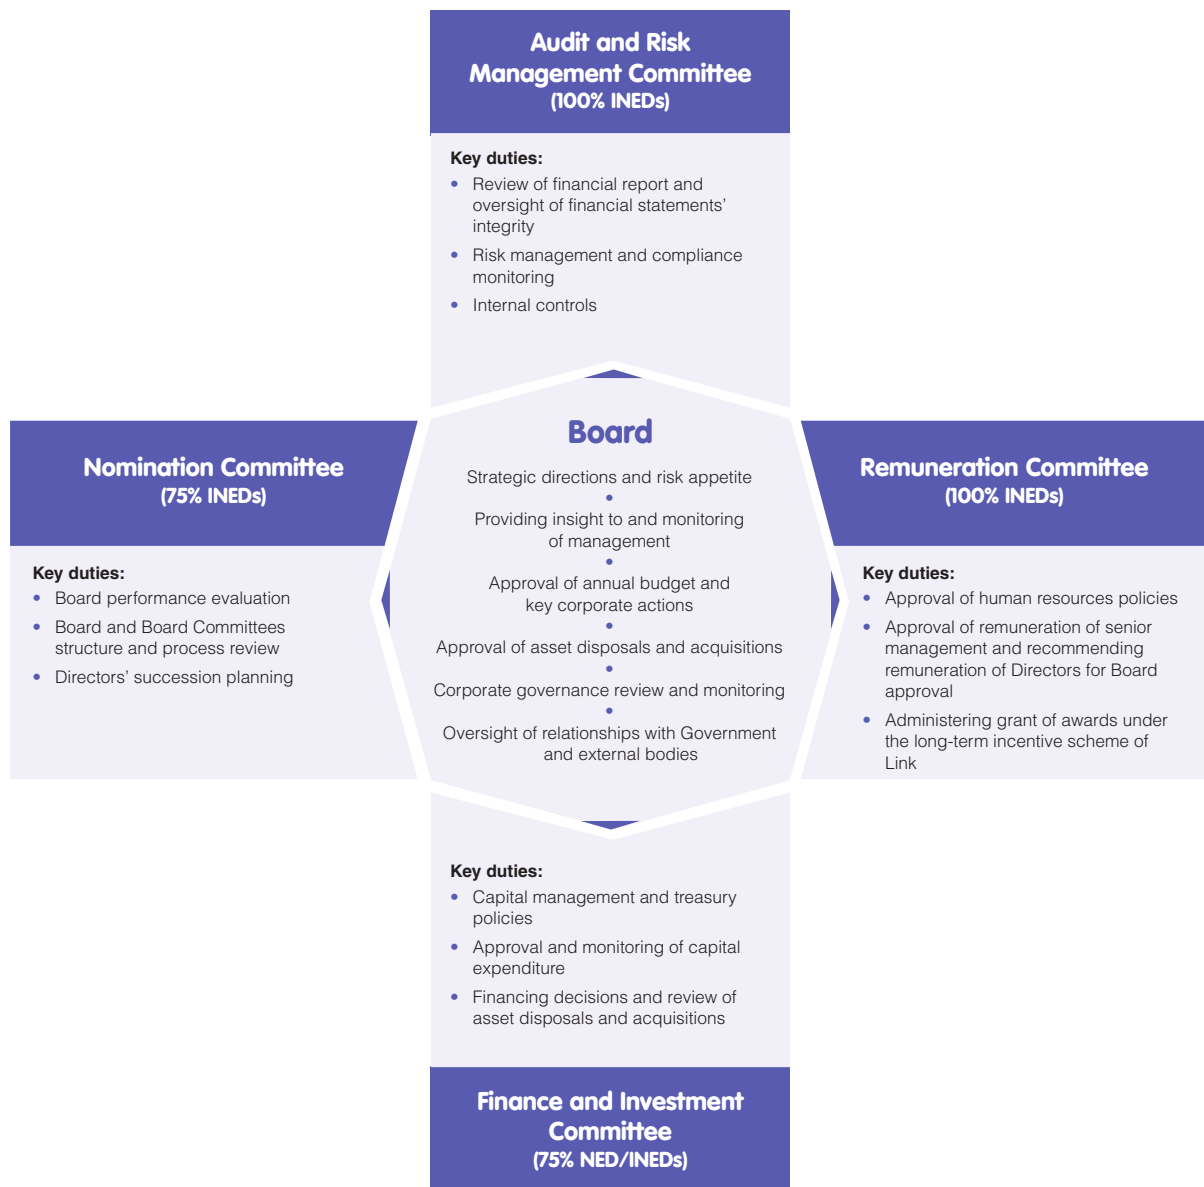 Audit and Risk
Management Committee
(100% INEDs)
Key duties:
• Review of financial report and
oversight of financial statements’
integrity
• Risk management and compliance
monitoring
• Internal controls
Nomination Committee
(75% INEDs)
Key duties:
• Board performance evaluation
• Board and Board Committees
structure and process review
• Directors’ succession planning
Board
Strategic directions and risk appetite
•
Providing insight to and monitoring
of management
•
Approval of annual budget and
key corporate actions
•
Approval of asset disposals and acquisitions
•
Corporate governance review and monitoring
•
Oversight of relationships with Government
and external bodies
Remuneration Committee
(100% INEDs)
Key duties:
• Approval of human resources policies
• Approval of remuneration of senior
management and recommending
remuneration of Directors for Board
approval
• Administering grant of awards under
the long-term incentive scheme of
Link
Key duties:
• Capital management and treasury
policies
• Approval and monitoring of capital
expenditure
• Financing decisions and review of
asset disposals and acquisitions
Finance and Investment
Committee
(75% NED/INEDs)